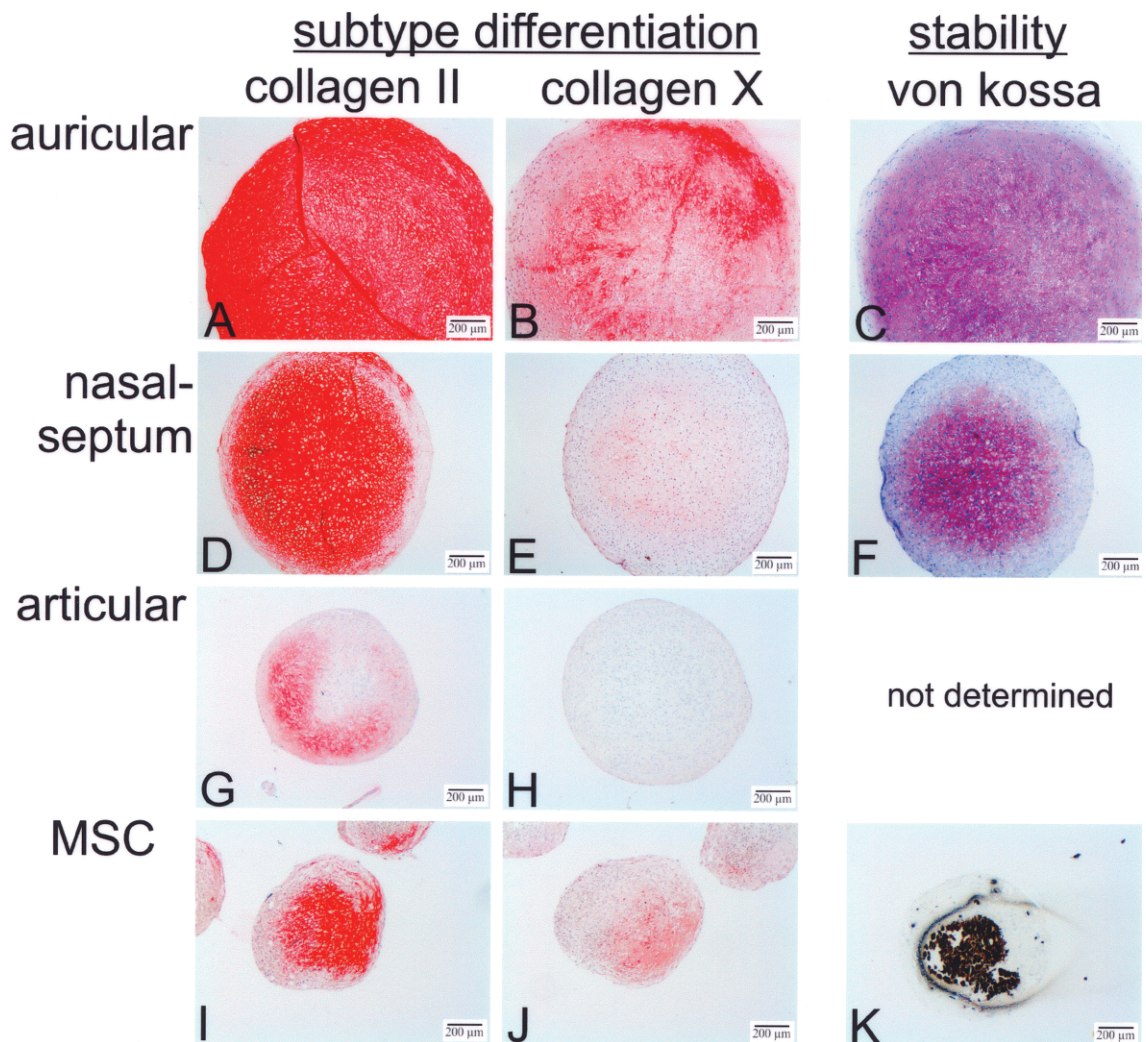 subtype differentiation
stability
collagen II
collagen X
von kossa
auricular
A
200 µm
B
200 µm
C
200 µm
nasal-
septum
D
200 µm
E
200 µm
F
200 µm
articular
G
200 µm
H
200 µm
not determined
MSC
I
200 µm
J
200 µm
K
200 µm